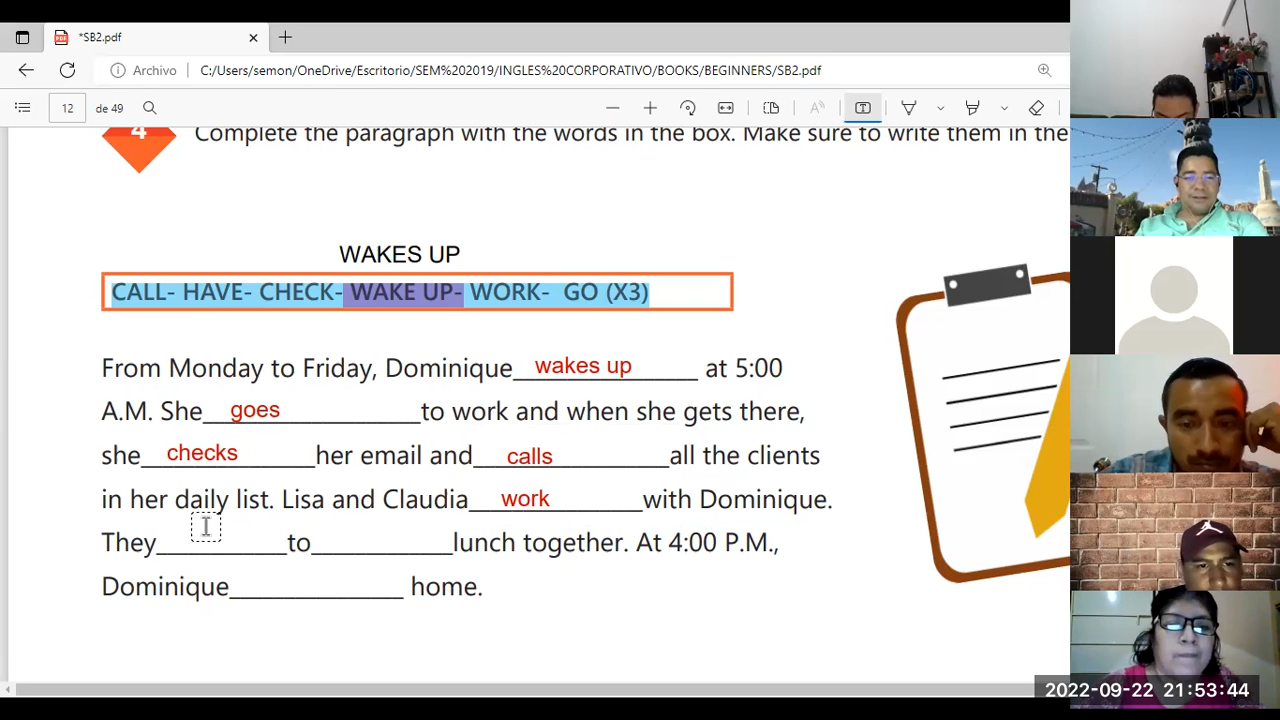 *SB2.pdf
Archivo C:/Users/semon/OneDrive/Escritorio/SEM%202019/INGLES%20CORPORATIVO/BOOKS/BEGINNERS/SB2.pdf
12 de 49
4 Complete the paragraph with the words in the box. Make sure to write them in the
WAKES UP
CALL- HAVE- CHECK- WAKE UP- WORK- GO (X3)
From Monday to Friday, Dominique wakes up at 5:00
A.M. She goes to work and when she gets there,
she checks her email and calls all the clients
in her daily list. Lisa and Claudia work with Dominique.
They__________to___________lunch together. At 4:00 P.M.,
Dominique_____________ home.
2022-09-22 21:53:44